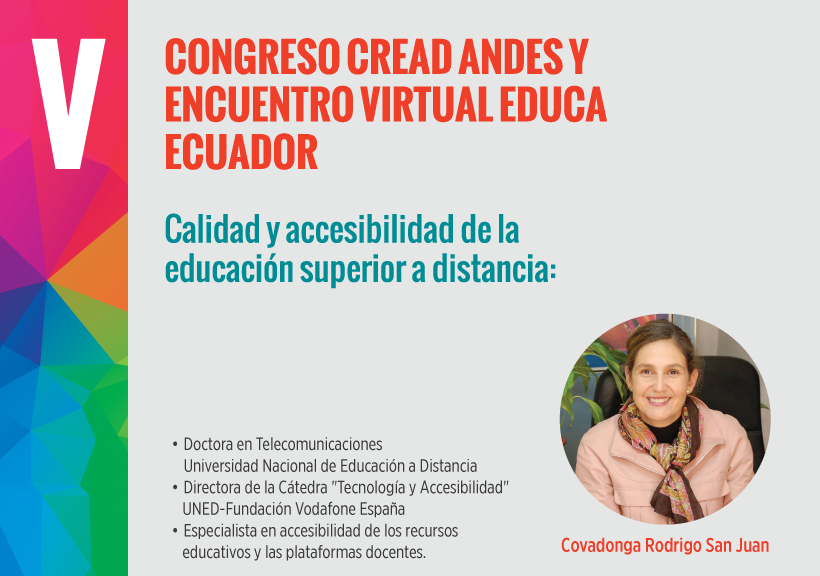 V
CONGRESO CREAD ANDES Y
ENCUENTRO VIRTUAL EDUCA
ECUADOR
Calidad y accesibilidad de la
educación superior a distancia:
• Doctora en Telecomunicaciones
Universidad Nacional de Educación a Distancia
• Directora de la Cátedra "Tecnología y Accesibilidad"
UNED-Fundación Vodafone España
• Especialista en accesibilidad de los recursos
educativos y las plataformas docentes.
Covadonga Rodrigo San Juan